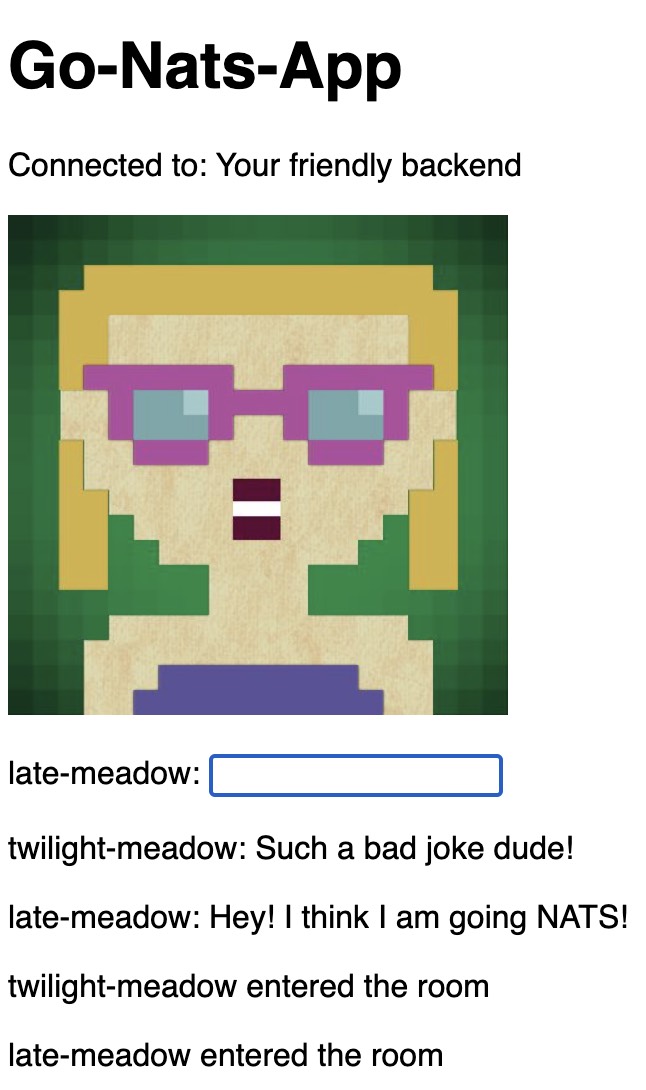 Go-Nats-App
Connected to: Your friendly backend
late-meadow:
twilight-meadow: Such a bad joke dude!
late-meadow: Hey! I think I am going NATS!
twilight-meadow entered the room
late-meadow entered the room